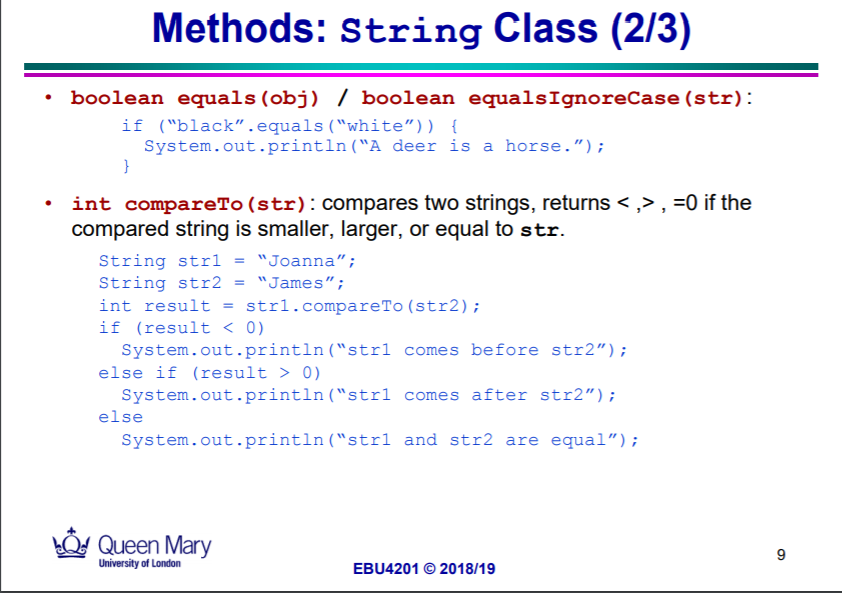 Methods: String Class (2/3)
• boolean equals(obj) / boolean equalsIgnoreCase(str):
if (“black”.equals(“white”)) {
System.out.println(“A deer is a horse.”);
}
• int compareTo(str): compares two strings, returns < ,> , =0 if the
compared string is smaller, larger, or equal to str.
String str1 = “Joanna”;
String str2 = “James”;
int result = str1.compareTo(str2);
if (result < 0)
System.out.println(“str1 comes before str2”);
else if (result > 0)
System.out.println(“str1 comes after str2”);
else
System.out.println(“str1 and str2 are equal”);
Queen Mary
University of London
EBU4201 © 2018/19
9